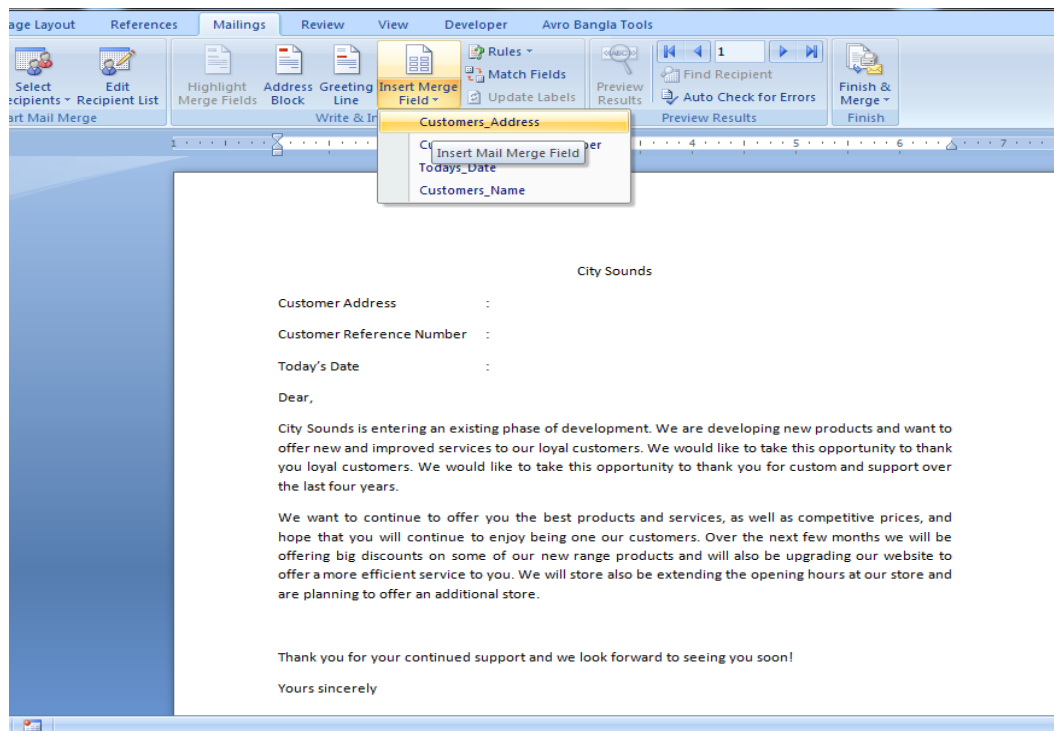 age Layout References Mailings Review View Developer Avro Bangla Tools
Select Edit Highlight Address Greeting Insert Merge Rules Preview 1 Finish &
ecipients Recipient List Merge Fields Block Line Field Match Fields Results Find Recipient Merge
Update Labels Auto Check for Errors
art Mail Merge Write & I Preview Results Finish
Customers_Address
Cu er
Insert Mail Merge Field
Todays_Date
Customers_Name
1 4 5 6 7
City Sounds
Customer Address :
Customer Reference Number :
Today's Date :
Dear,
City Sounds is entering an existing phase of development. We are developing new products and want to
offer new and improved services to our loyal customers. We would like to take this opportunity to thank
you loyal customers. We would like to take this opportunity to thank you for custom and support over
the last four years.
We want to continue to offer you the best products and services, as well as competitive prices, and
hope that you will continue to enjoy being one our customers. Over the next few months we will be
offering big discounts on some of our new range products and will also be upgrading our website to
offer a more efficient service to you. We will store also be extending the opening hours at our store and
are planning to offer an additional store.
Thank you for your continued support and we look forward to seeing you soon!
Yours sincerely